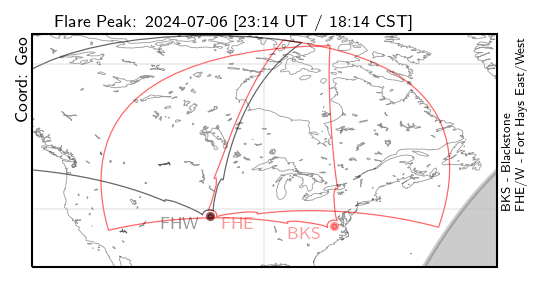 Flare Peak: 2024-07-06 [23:14 UT / 18:14 CST]
Coord: Geo
FHW
FHE
BKS
BKS - Blackstone
FHE/W - Fort Hays East/West